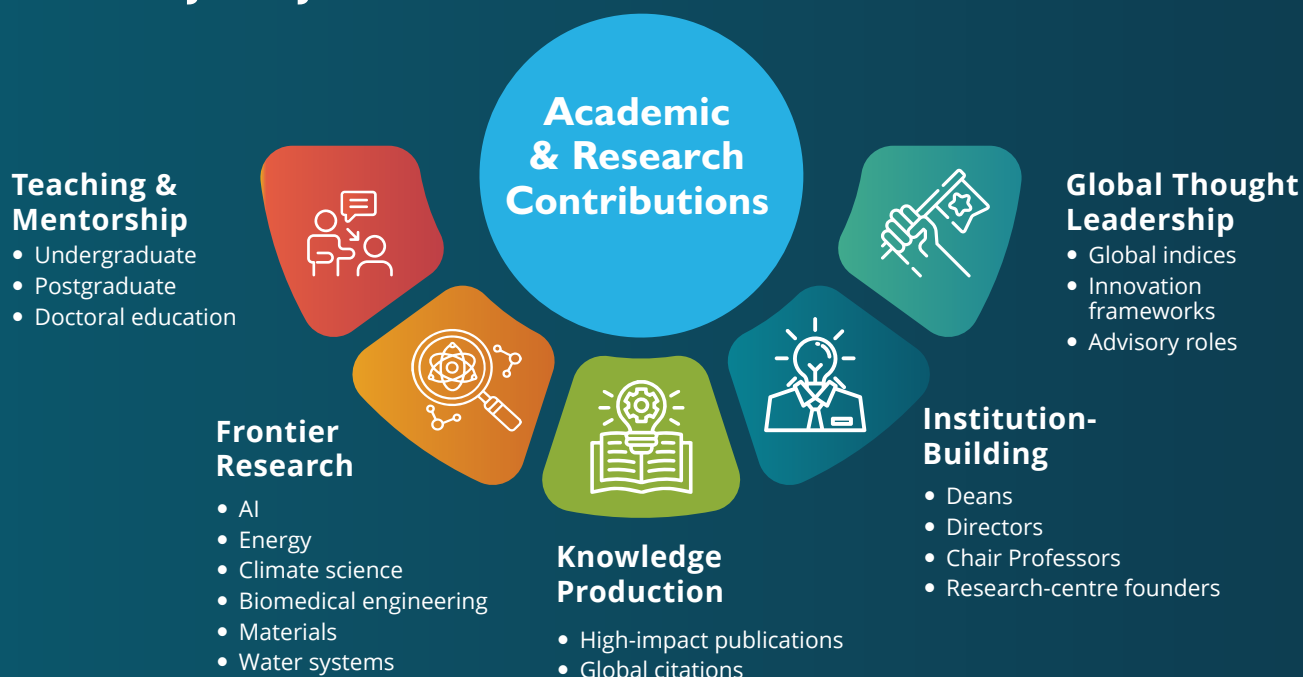 Academic
& Research
Contributions
Teaching &
Mentorship
• Undergraduate
• Postgraduate
• Doctoral education
Frontier
Research
• AI
• Energy
• Climate science
• Biomedical engineering
• Materials
• Water systems
Knowledge
Production
• High-impact publications
• Global citations
Institution-
Building
• Deans
• Directors
• Chair Professors
• Research-centre founders
Global Thought
Leadership
• Global indices
• Innovation
frameworks
• Advisory roles